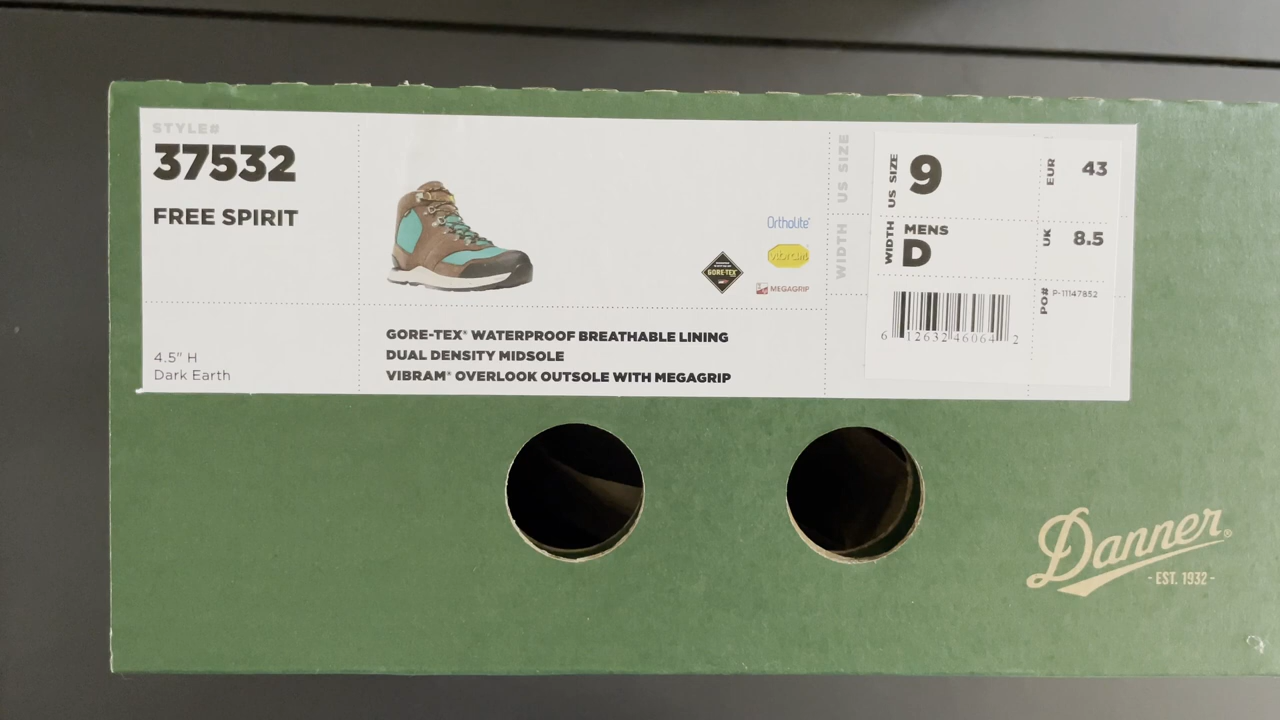 STYLE#
37532
FREE SPIRIT
4.5" H
Dark Earth
Ortholite®
vibram
GORE-TEX
MEGAGRIP
GORE-TEX® WATERPROOF BREATHABLE LINING
DUAL DENSITY MIDSOLE
VIBRAM® OVERLOOK OUTSOLE WITH MEGAGRIP
US SIZE
WIDTH
US SIZE 9
EUR 43
WIDTH MENS
D
UK 8.5
PO# P-11147852
6 12632 46064 2
Danner®
- EST. 1932 -